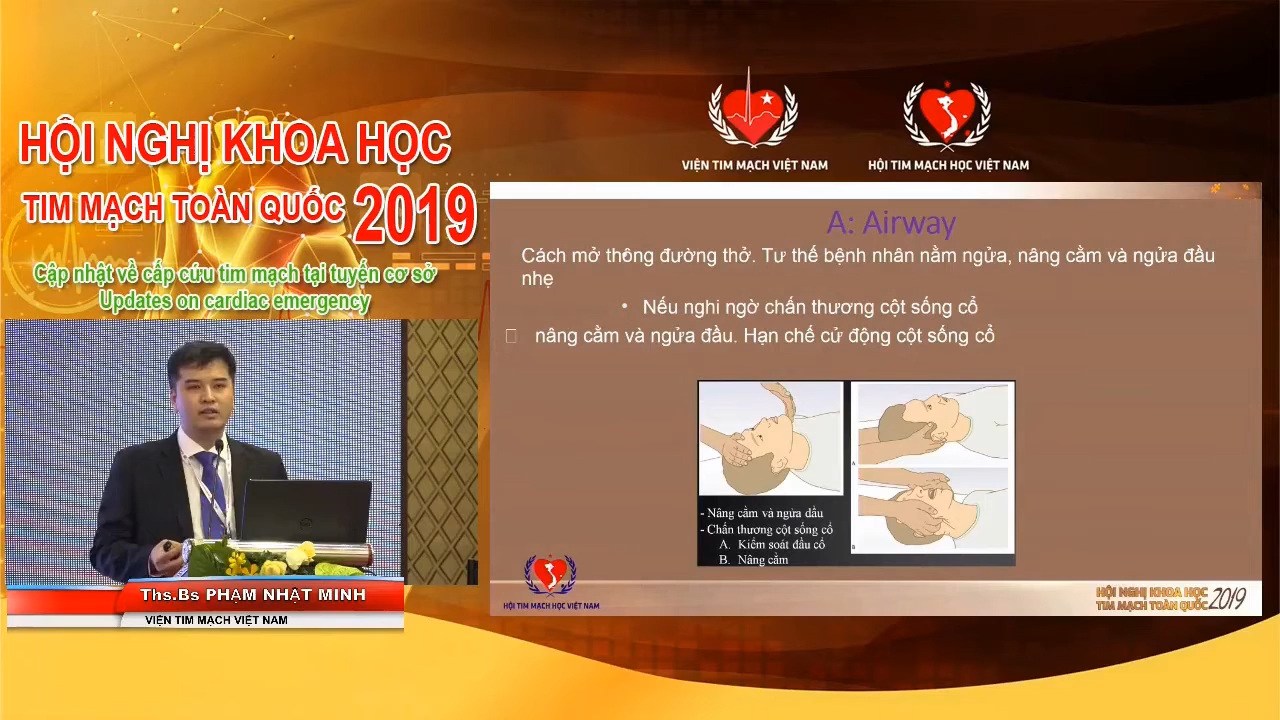 HỘI NGHỊ KHOA HỌC
TIM MẠCH TOÀN QUỐC 2019
Cập nhật về cấp cứu tim mạch tại tuyến cơ sở
Updates on cardiac emergency
VIỆN TIM MẠCH VIỆT NAM
HỘI TIM MẠCH HỌC VIỆT NAM
A: Airway
Cách mở thông đường thở. Tư thế bệnh nhân nằm ngửa, nâng cằm và ngửa đầu
nhẹ
• Nếu nghi ngờ chấn thương cột sống cổ
nâng cằm và ngửa đầu. Hạn chế cử động cột sống cổ
A
B
- Nâng cằm và ngửa đầu
- Chấn thương cột sống cổ
A. Kiểm soát đầu cổ
B. Nâng cằm
HỘI TIM MẠCH HỌC VIỆT NAM
HỘI NGHỊ KHOA HỌC
TIM MẠCH TOÀN QUỐC 2019
Ths.Bs PHẠM NHẬT MINH
VIỆN TIM MẠCH VIỆT NAM